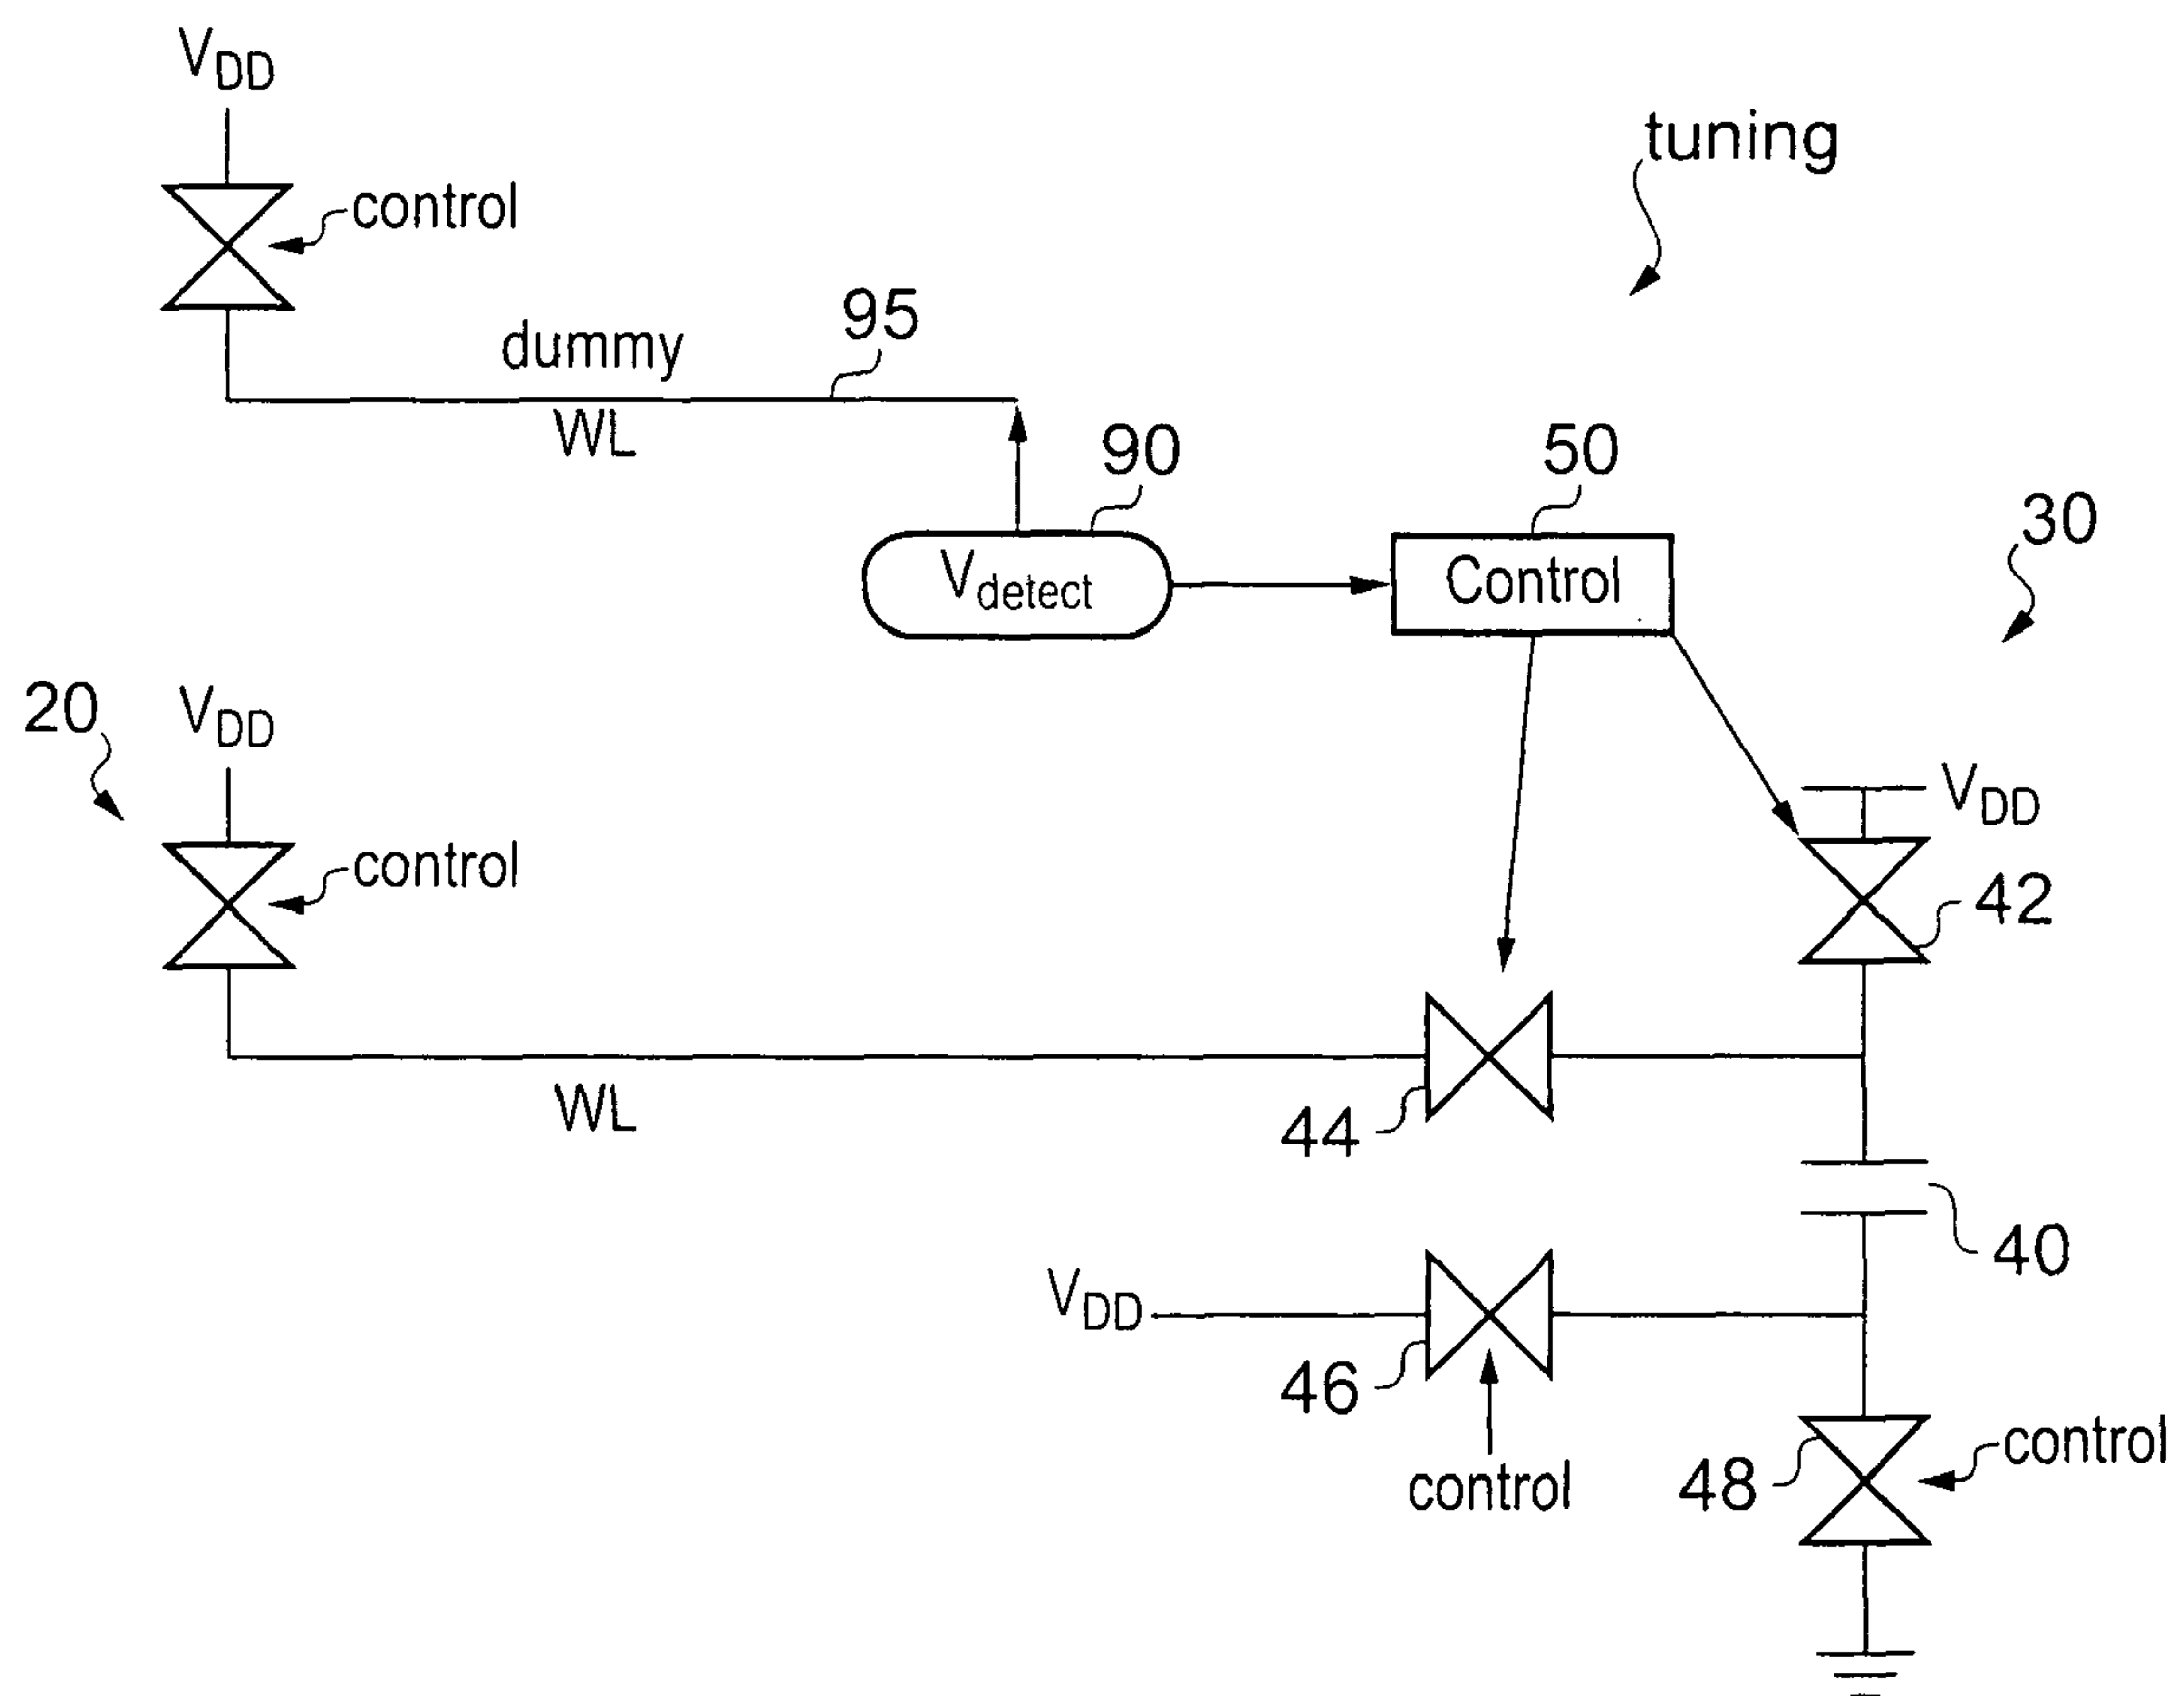 VDD
tuning
control
95
dummy
WL
90
50
30
Vdetect
Control
20
VDD
VDD
control
42
WL
44
40
VDD
46
control
48
control